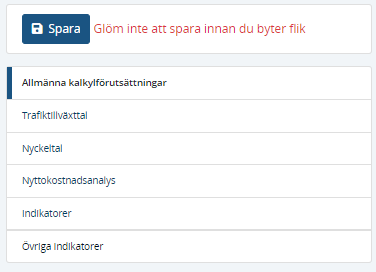 Spara Glöm inte att spara innan du byter flik
Allmänna kalkylförutsättningar
Trafiktillväxttal
Nyckeltal
Nyttokostnadsanalys
Indikatorer
Övriga indikatorer